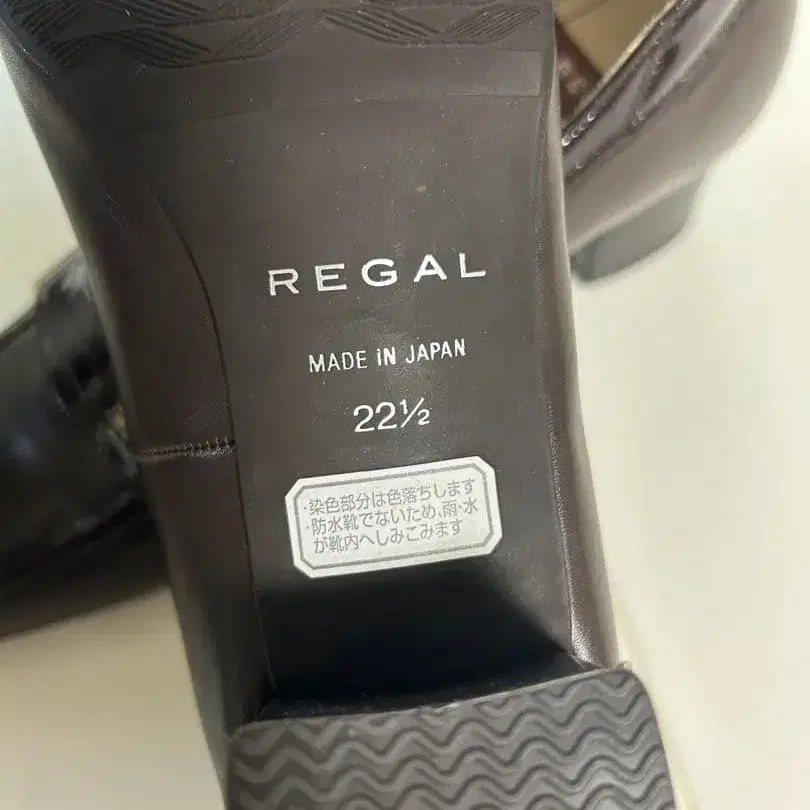 REGAL
MADE IN JAPAN
22½
・染色部分は色落ちします
・防水靴でないため、雨・水
が靴内へしみこみます